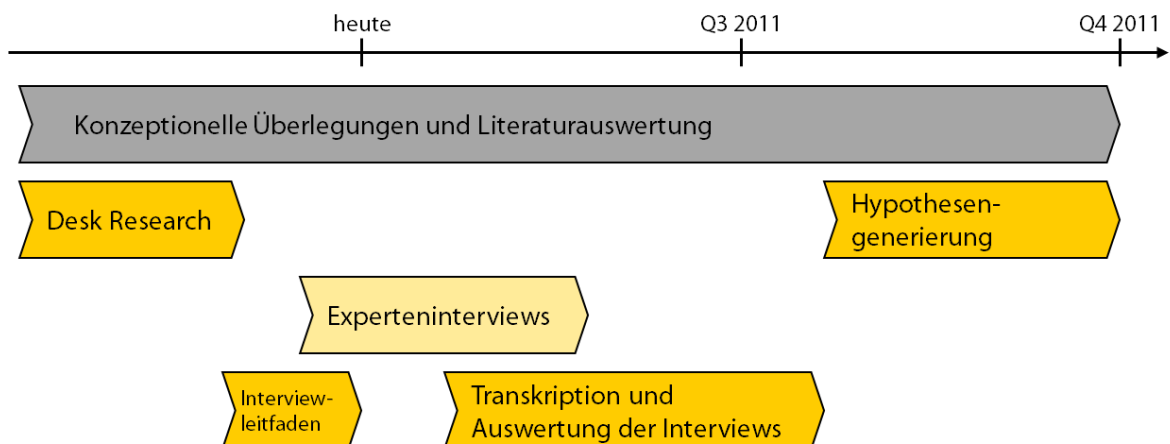 heute
Q3 2011
Q4 2011
Konzeptionelle Überlegungen und Literaturauswertung
Desk Research
Hypothesen-
generierung
Experteninterviews
Interview-
leitfaden
Transkription und
Auswertung der Interviews